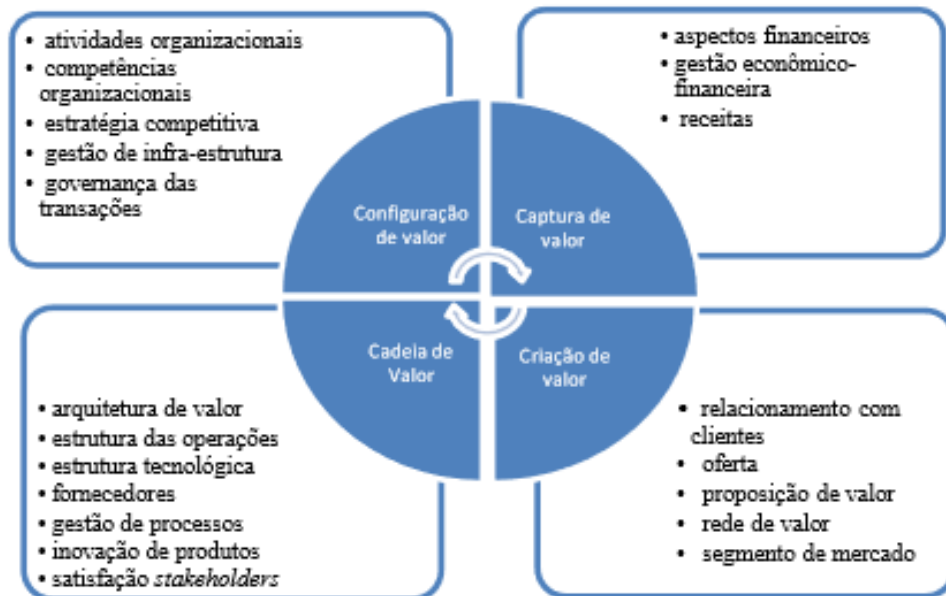 • atividades organizacionais
• competências
organizacionais
• estratégia competitiva
• gestão de infra-estrutura
• governança das
transações
• aspectos financeiros
• gestão econômico-
financeira
• receitas
Configuração
de valor
Captura de
valor
Cadeia de
Valor
Criação de
valor
• arquitetura de valor
• estrutura das operações
• estrutura tecnológica
• fornecedores
• gestão de processos
• inovação de produtos
• satisfação stakeholders
• relacionamento com
clientes
• oferta
• proposição de valor
• rede de valor
• segmento de mercado